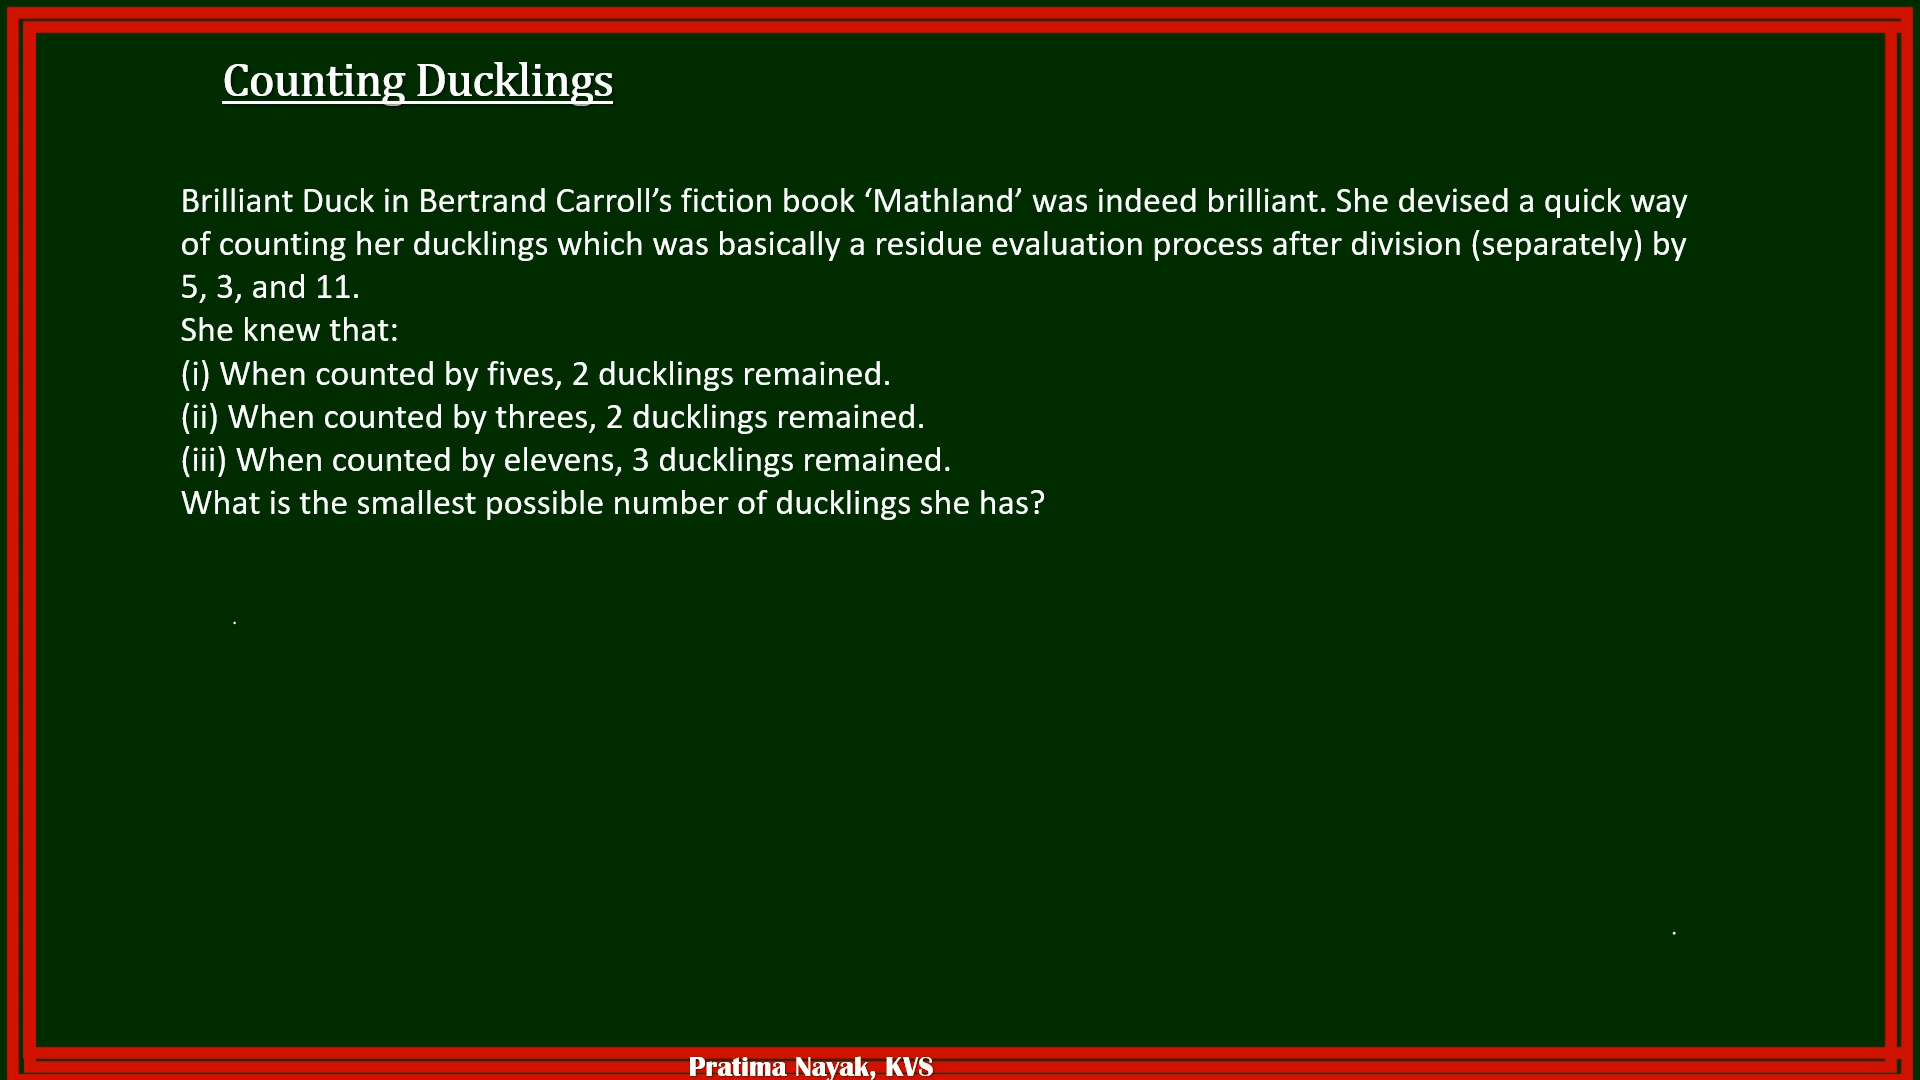 Counting Ducklings
Brilliant Duck in Bertrand Carroll’s fiction book ‘Mathland’ was indeed brilliant. She devised a quick way
of counting her ducklings which was basically a residue evaluation process after division (separately) by
5, 3, and 11.
She knew that:
(i) When counted by fives, 2 ducklings remained.
(ii) When counted by threes, 2 ducklings remained.
(iii) When counted by elevens, 3 ducklings remained.
What is the smallest possible number of ducklings she has?
.
.
Pratima Nayak, KVS